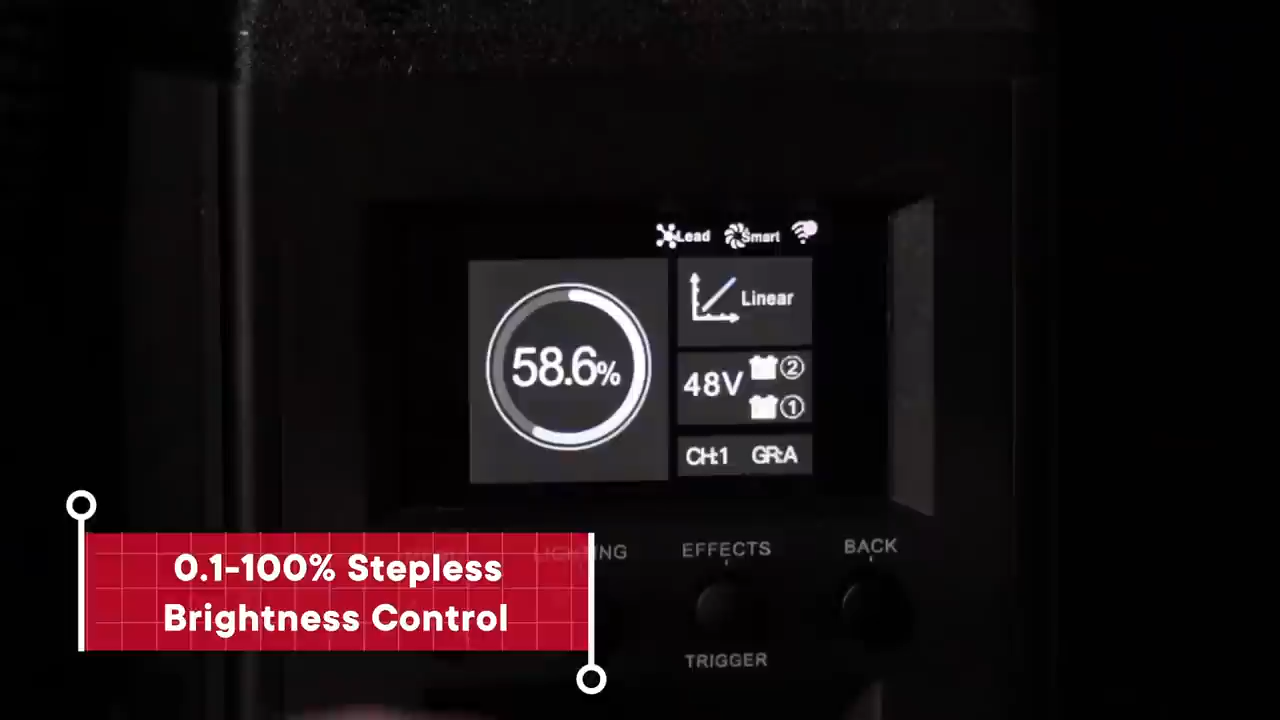 Lead Smart
58.6%
Linear
48V
2
1
CH:1 GR:A
LIGHTING EFFECTS BACK
0.1-100% Stepless
Brightness Control
TRIGGER